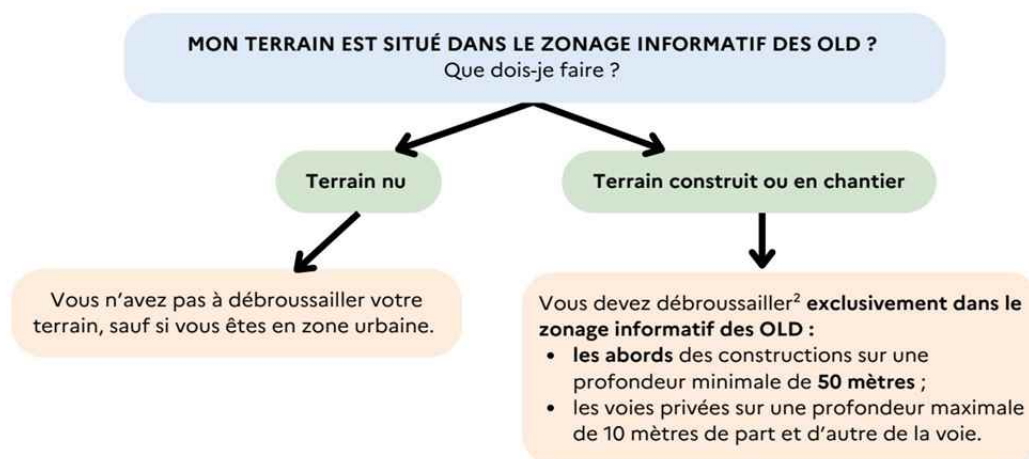 MON TERRAIN EST SITUÉ DANS LE ZONAGE INFORMATIF DES OLD ?
Que dois-je faire ?
Terrain nu
Terrain construit ou en chantier
Vous n'avez pas à débroussailler votre
terrain, sauf si vous êtes en zone urbaine.
Vous devez débroussailler² exclusivement dans le
zonage informatif des OLD :
• les abords des constructions sur une
profondeur minimale de 50 mètres ;
• les voies privées sur une profondeur maximale
de 10 mètres de part et d'autre de la voie.